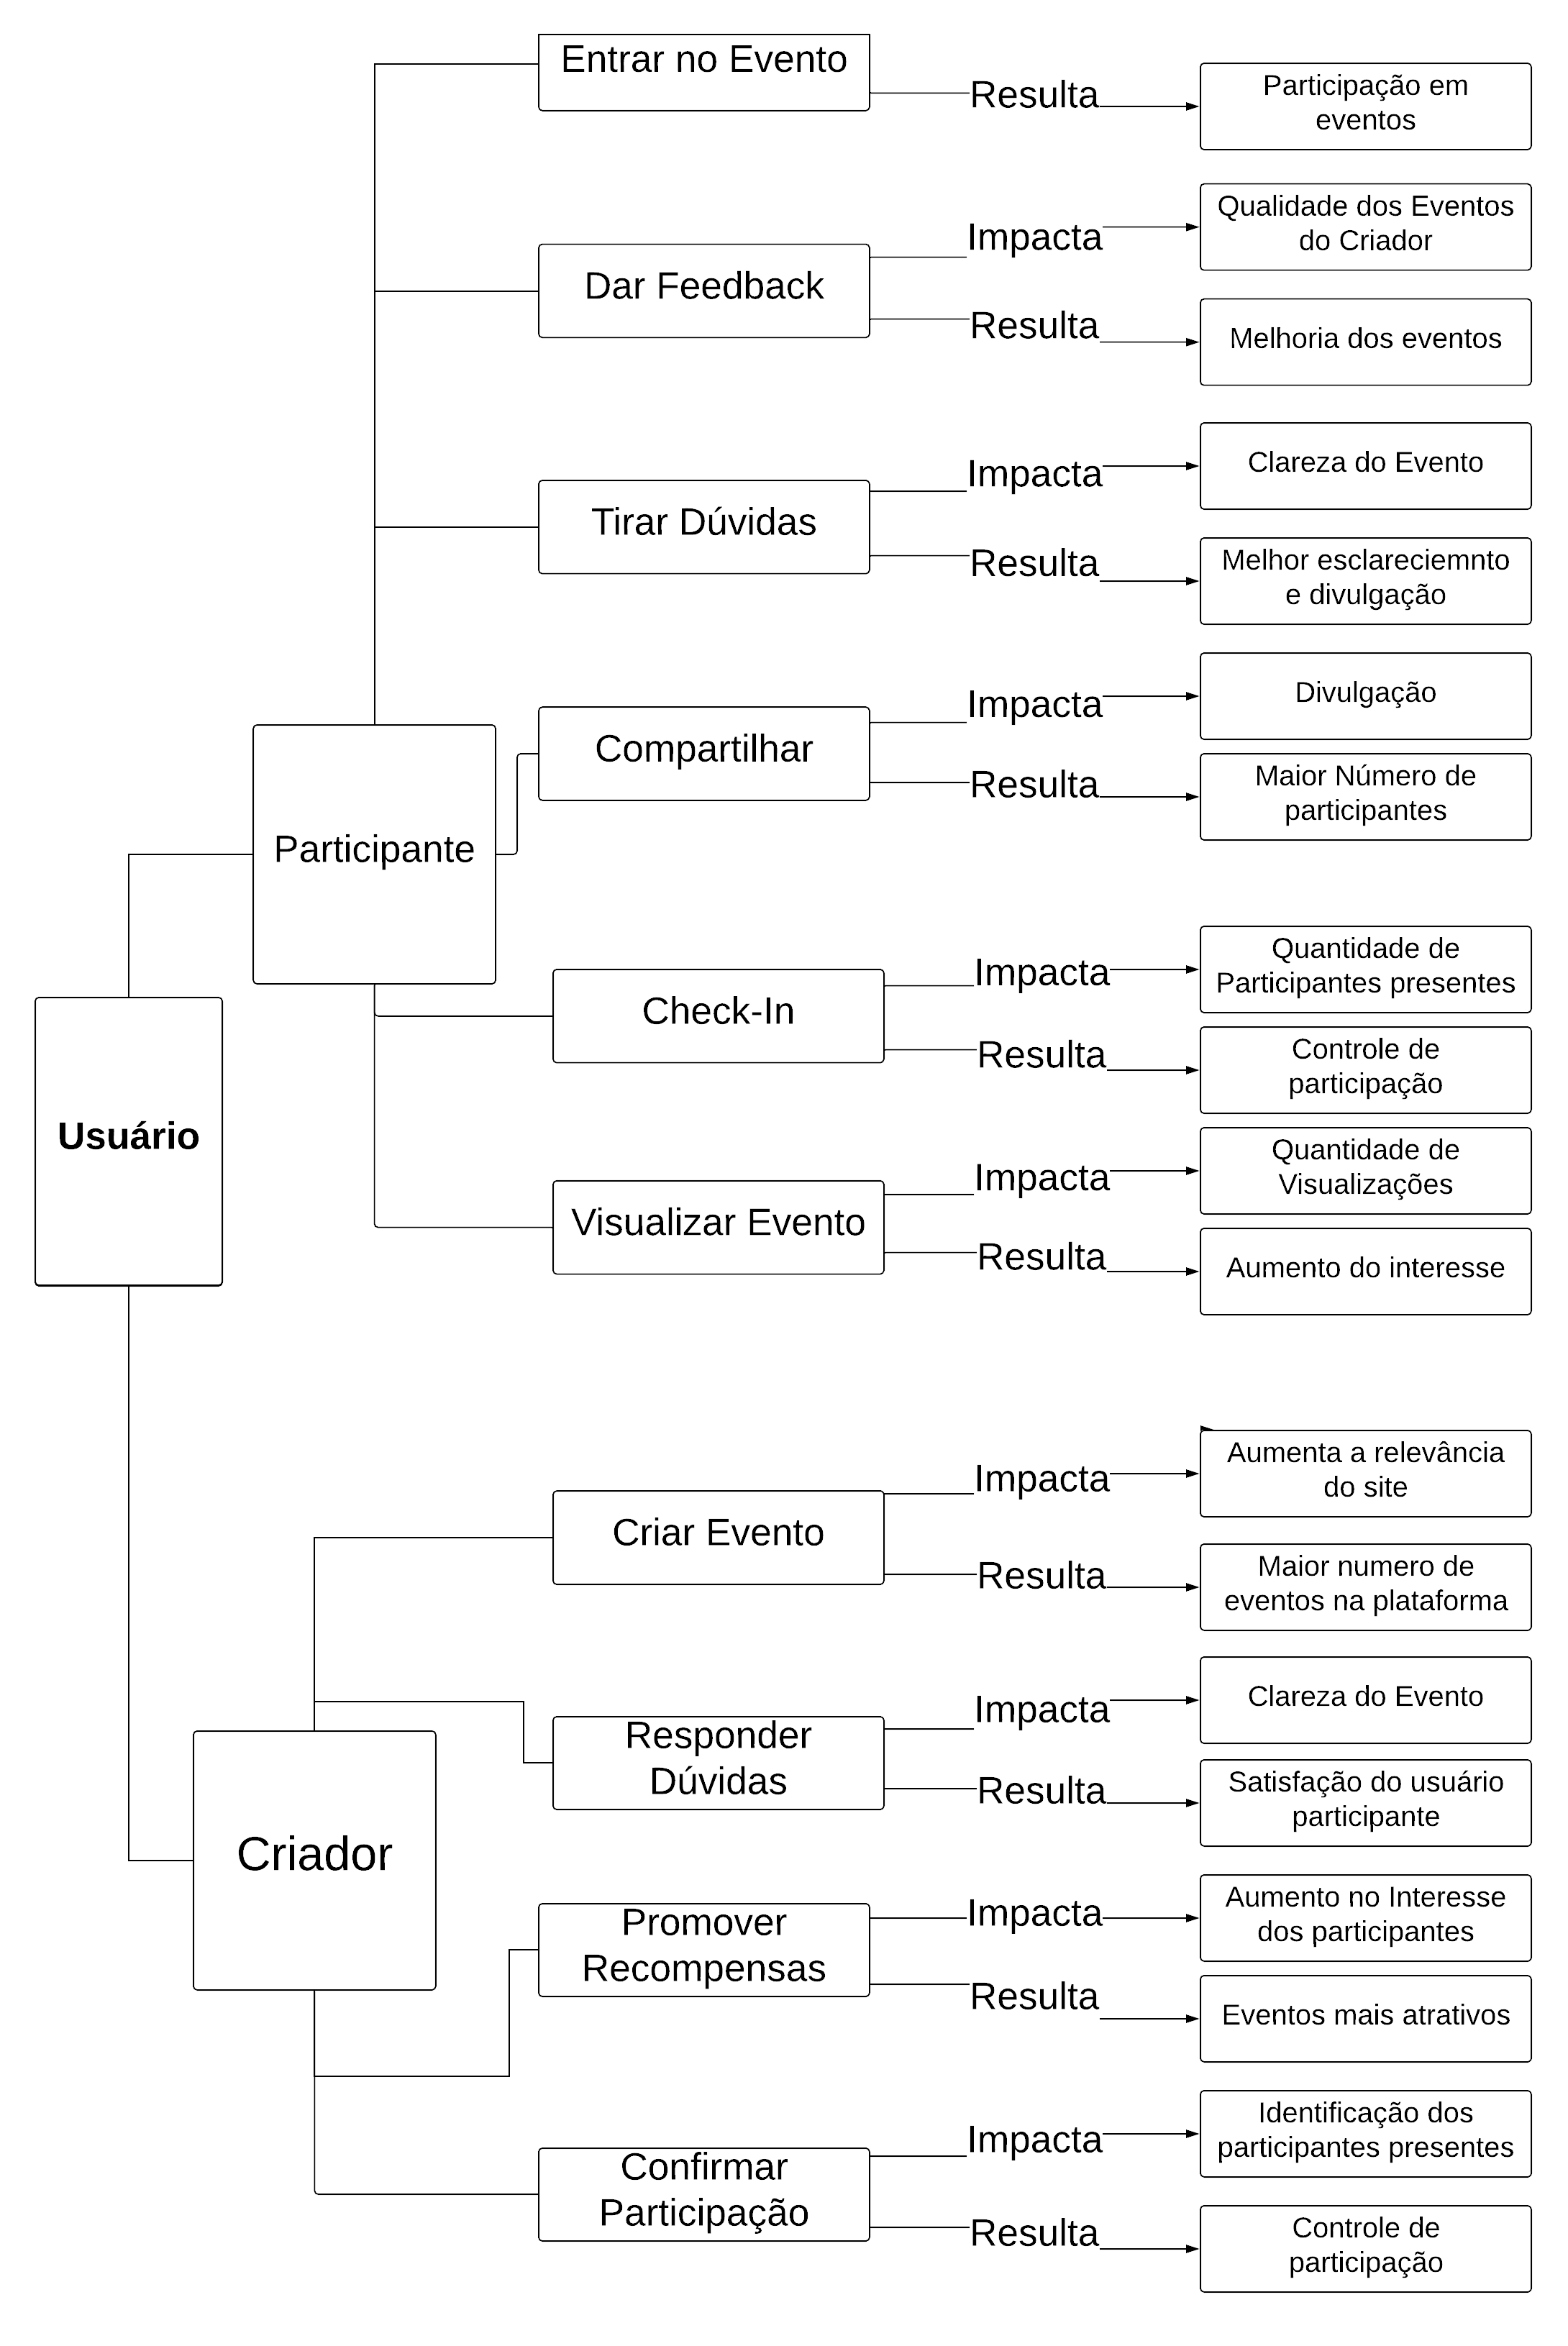 Usuário
Participante
Entrar no Evento
Resulta
Participação em
eventos
Dar Feedback
Impacta
Qualidade dos Eventos
do Criador
Resulta
Melhoria dos eventos
Tirar Dúvidas
Impacta
Clareza do Evento
Resulta
Melhor esclareciemnto
e divulgação
Compartilhar
Impacta
Divulgação
Resulta
Maior Número de
participantes
Check-In
Impacta
Quantidade de
Participantes presentes
Resulta
Controle de
participação
Visualizar Evento
Impacta
Quantidade de
Visualizações
Resulta
Aumento do interesse
Criador
Criar Evento
Impacta
Aumenta a relevância
do site
Resulta
Maior numero de
eventos na plataforma
Responder
Dúvidas
Impacta
Clareza do Evento
Resulta
Satisfação do usuário
participante
Promover
Recompensas
Impacta
Aumento no Interesse
dos participantes
Resulta
Eventos mais atrativos
Confirmar
Participação
Impacta
Identificação dos
participantes presentes
Resulta
Controle de
participação